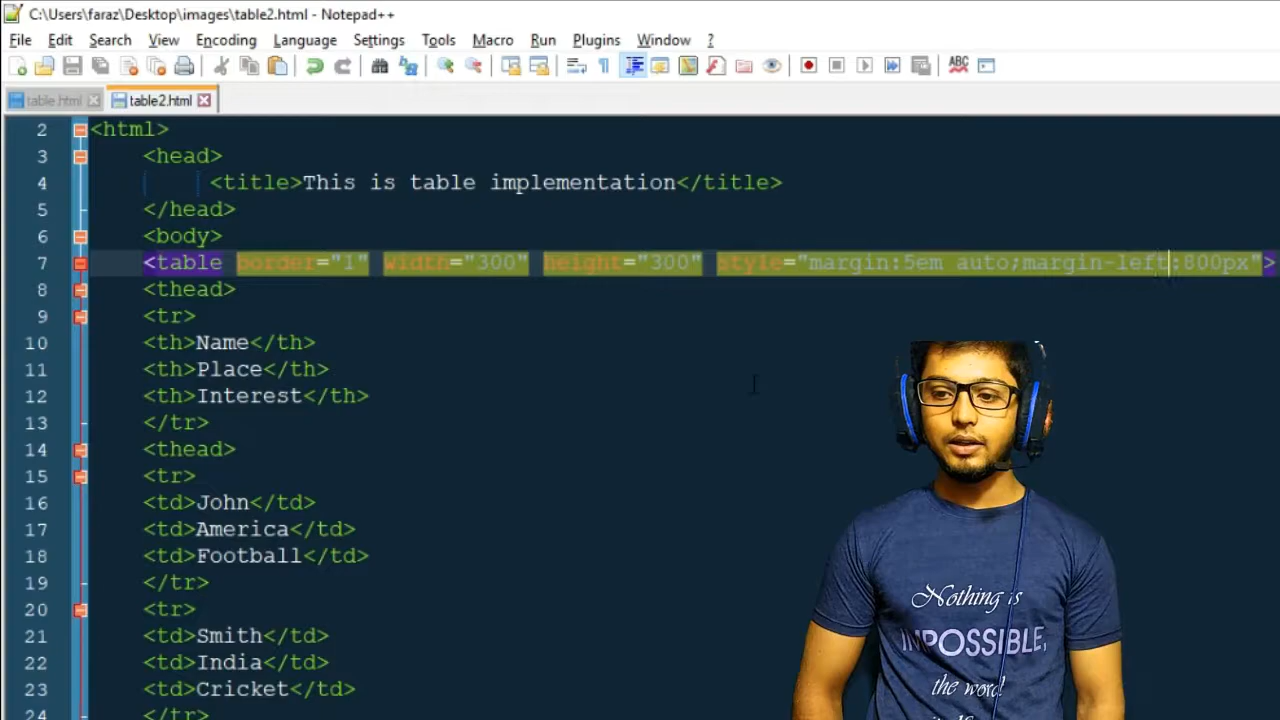 C:\Users\faraz\Desktop\images\table2.html - Notepad++
File Edit Search View Encoding Language Settings Tools Macro Run Plugins Window ?
ABC
table.html table2.html
2 <html>
3 <head>
4 <title>This is table implementation</title>
5 </head>
6 <body>
7 <table border="1" width="300" height="300" style="margin:5em auto;margin-left:800px">
8 <thead>
9 <tr>
10 <th>Name</th>
11 <th>Place</th>
12 <th>Interest</th>
13 </tr>
14 <thead>
15 <tr>
16 <td>John</td>
17 <td>America</td>
18 <td>Football</td>
19 </tr>
20 <tr>
21 <td>Smith</td>
22 <td>India</td>
23 <td>Cricket</td>
24 </tr>
Nothing is
IMPOSSIBLE,
the word